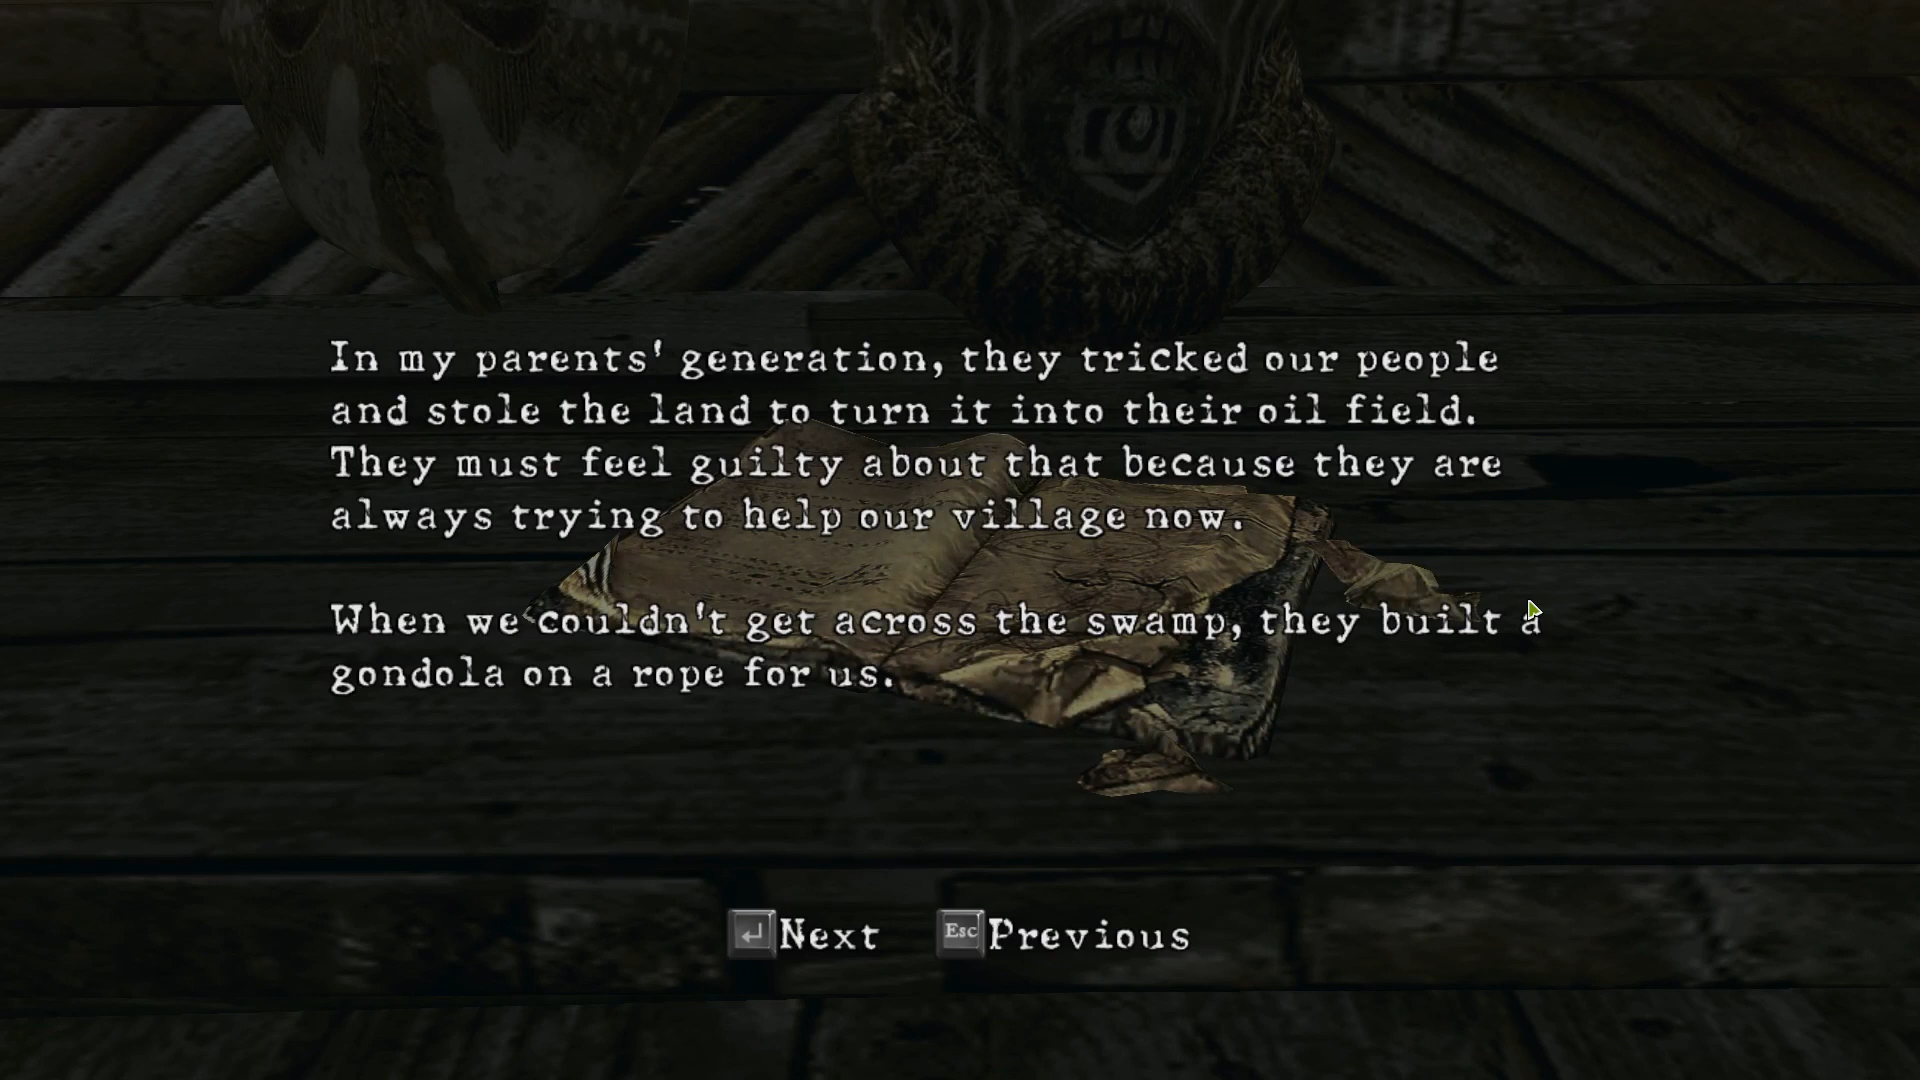 In my parents' generation, they tricked our people
and stole the land to turn it into their oil field.
They must feel guilty about that because they are
always trying to help our village now.
When we couldn't get across the swamp, they built a
gondola on a rope for us.
Next Esc Previous